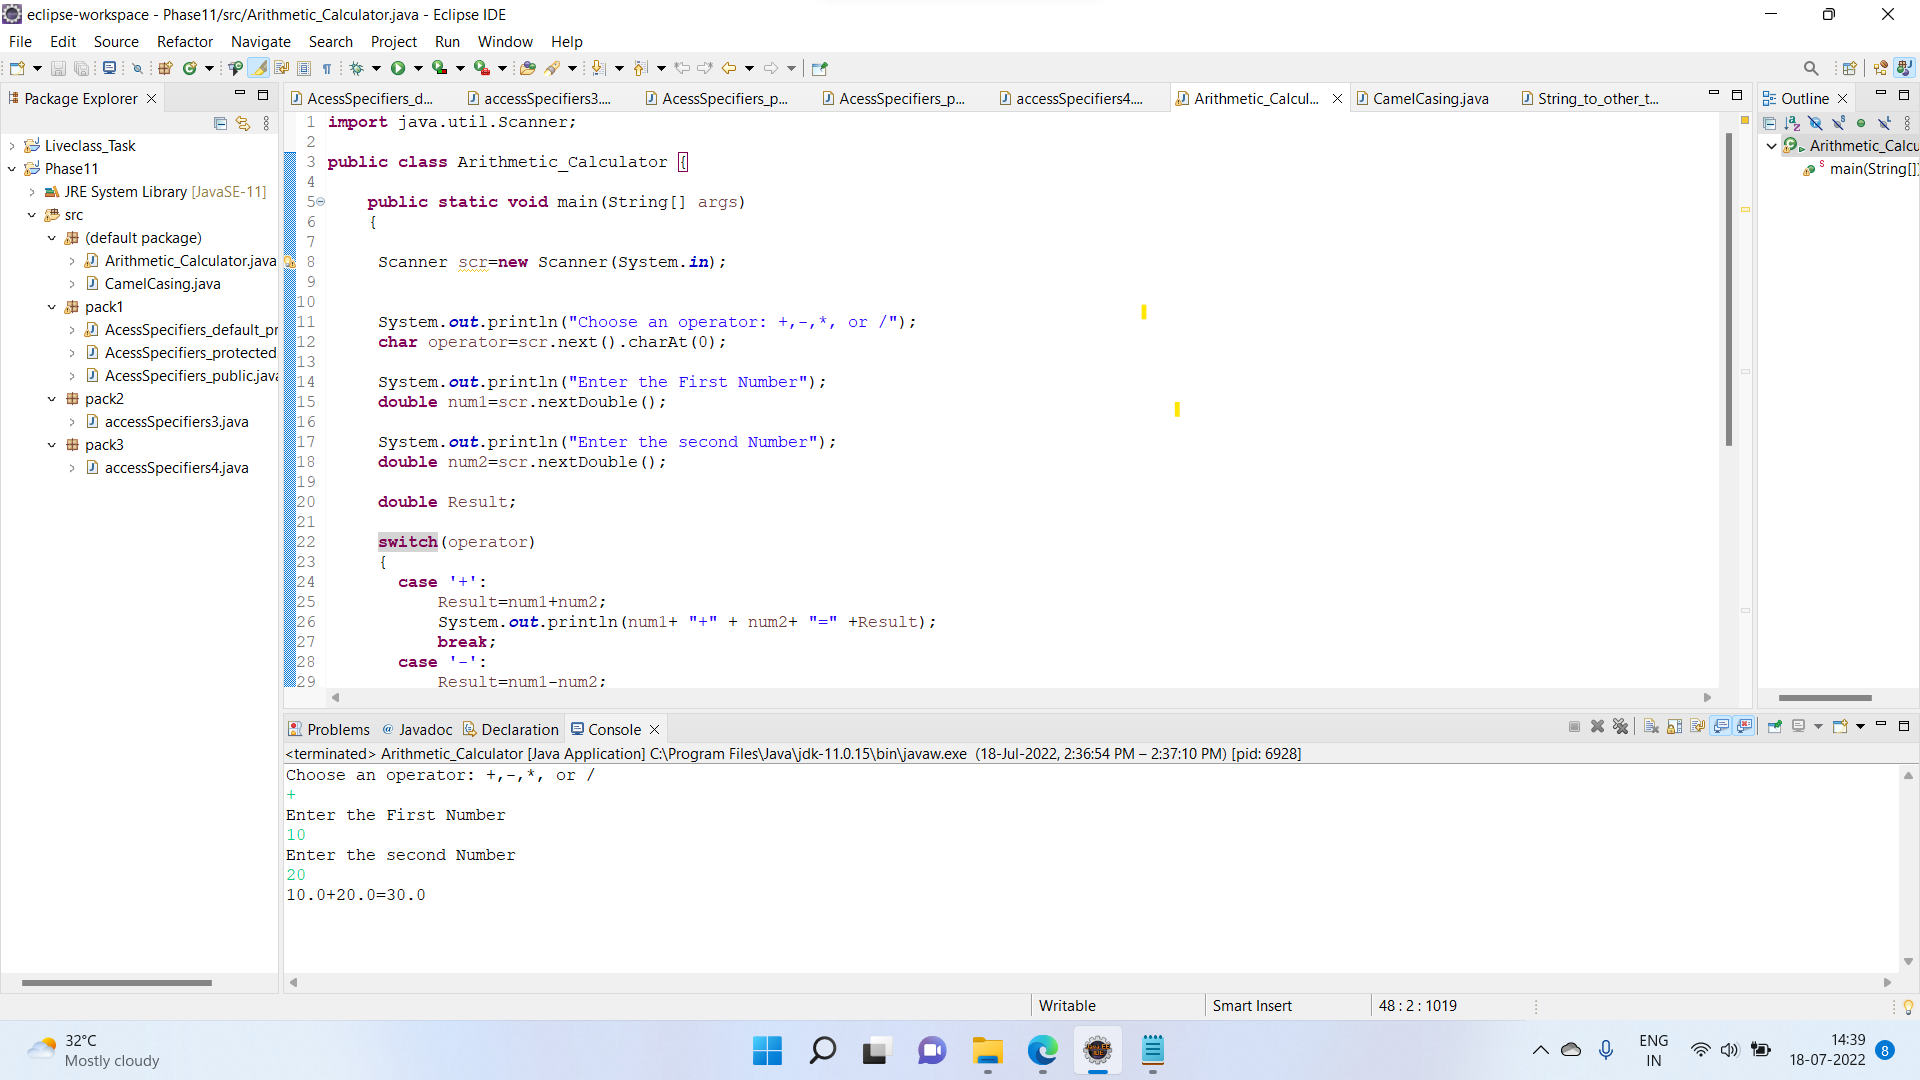 eclipse-workspace - Phase11/src/Arithmetic_Calculator.java - Eclipse IDE
File Edit Source Refactor Navigate Search Project Run Window Help
Package Explorer
Liveclass_Task
Phase11
JRE System Library [JavaSE-11]
src
(default package)
Arithmetic_Calculator.java
CamelCasing.java
pack1
AcessSpecifiers_default_pr
AcessSpecifiers_protected
AcessSpecifiers_public.java
pack2
accessSpecifiers3.java
pack3
accessSpecifiers4.java
AcessSpecifiers_d... accessSpecifiers3.... AcessSpecifiers_p... AcessSpecifiers_p... accessSpecifiers4.... Arithmetic_Calcul... CamelCasing.java String_to_other_t...
1 import java.util.Scanner;
2
3 public class Arithmetic_Calculator {
4
5 public static void main(String[] args)
6 {
7
8 Scanner scr=new Scanner(System.in);
9
10
11 System.out.println("Choose an operator: +,-,*, or /");
12 char operator=scr.next().charAt(0);
13
14 System.out.println("Enter the First Number");
15 double num1=scr.nextDouble();
16
17 System.out.println("Enter the second Number");
18 double num2=scr.nextDouble();
19
20 double Result;
21
22 switch(operator)
23 {
24 case '+':
25 Result=num1+num2;
26 System.out.println(num1+ "+" + num2+ "=" +Result);
27 break;
28 case '-':
29 Result=num1-num2;
Outline
Arithmetic_Calcu
main(String[])
Problems @ Javadoc Declaration Console
<terminated> Arithmetic_Calculator [Java Application] C:\Program Files\Java\jdk-11.0.15\bin\javaw.exe (18-Jul-2022, 2:36:54 PM – 2:37:10 PM) [pid: 6928]
Choose an operator: +,-,*, or /
+
Enter the First Number
10
Enter the second Number
20
10.0+20.0=30.0
Writable Smart Insert 48 : 2 : 1019
32°C
Mostly cloudy
ENG
IN
14:39
18-07-2022
8